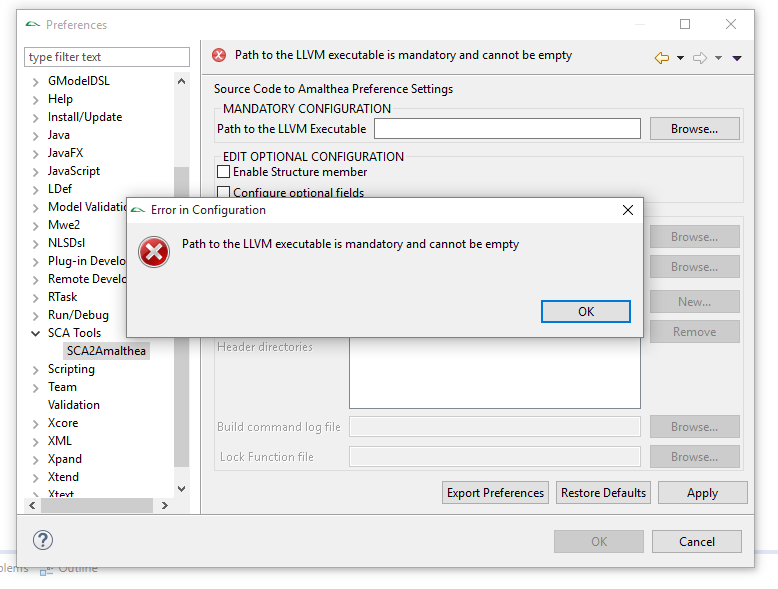 Preferences
type filter text
GModelDSL
Help
Install/Update
Java
JavaFX
JavaScript
LDef
Model Validatio
Mwe2
NLSDsl
Plug-in Develo
Remote Develo
RTask
Run/Debug
SCA Tools
SCA2Amalthea
Scripting
Team
Validation
Xcore
XML
Xpand
Xtend
Xtext
Path to the LLVM executable is mandatory and cannot be empty
Source Code to Amalthea Preference Settings
MANDATORY CONFIGURATION
Path to the LLVM Executable Browse...
EDIT OPTIONAL CONFIGURATION
Enable Structure member
Configure optional fields
Browse...
Browse...
New...
Remove
Error in Configuration
Path to the LLVM executable is mandatory and cannot be empty
OK
Header directories
Build command log file Browse...
Lock Function file Browse...
Export Preferences Restore Defaults Apply
? OK Cancel
blems Outline